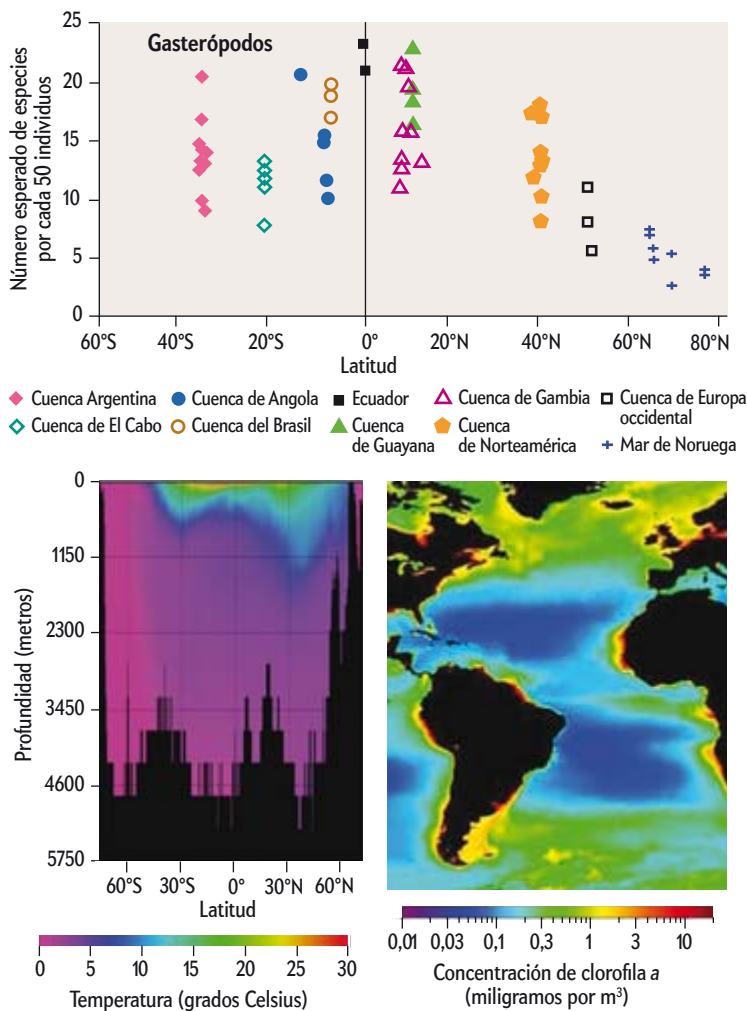 Gasterópodos
Número esperado de especies
por cada 50 individuos
25
20
15
10
5
0
60°S 40°S 20°S 0° 20°N 40°N 60°N 80°N
Latitud
Cuenca Argentina
Cuenca de Angola
Ecuador
Cuenca de Gambia
Cuenca de Europa
occidental
Cuenca de El Cabo
Cuenca del Brasil
Cuenca
de Guayana
Cuenca
de Norteamérica
Mar de Noruega
Profundidad (metros)
0
1150
2300
3450
4600
5750
60°S 30°S 0° 30°N 60°N
Latitud
0 5 10 15 20 25 30
Temperatura (grados Celsius)
0,01 0,03 0,1 0,3 1 3 10
Concentración de clorofila a
(miligramos por m³)